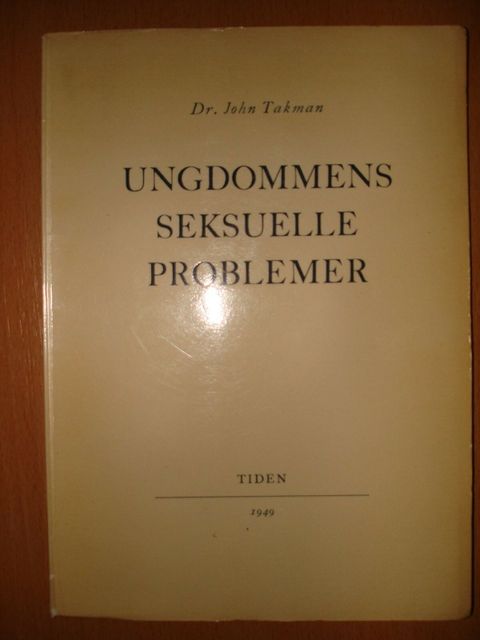 Dr. John Takman
UNGDOMMENS
SEKSUELLE
PROBLEMER
TIDEN
1949